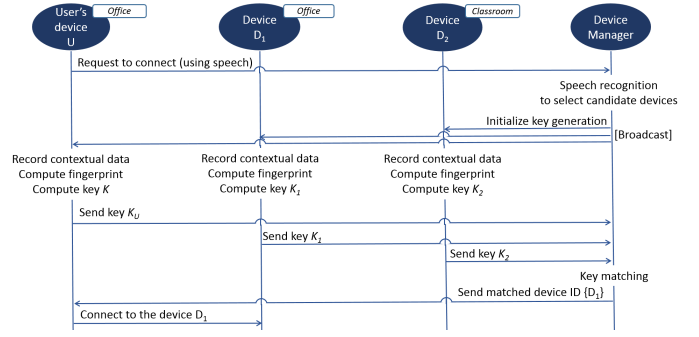 User's
device
U
Office
Device
D1
Office
Device
D2
Classroom
Device
Manager
Request to connect (using speech)
Speech recognition
to select candidate devices
Initialize key generation
[Broadcast]
Record contextual data
Compute fingerprint
Compute key K
Record contextual data
Compute fingerprint
Compute key K1
Record contextual data
Compute fingerprint
Compute key K2
Send key KU
Send key K1
Send key K2
Key matching
Send matched device ID {D1}
Connect to the device D1